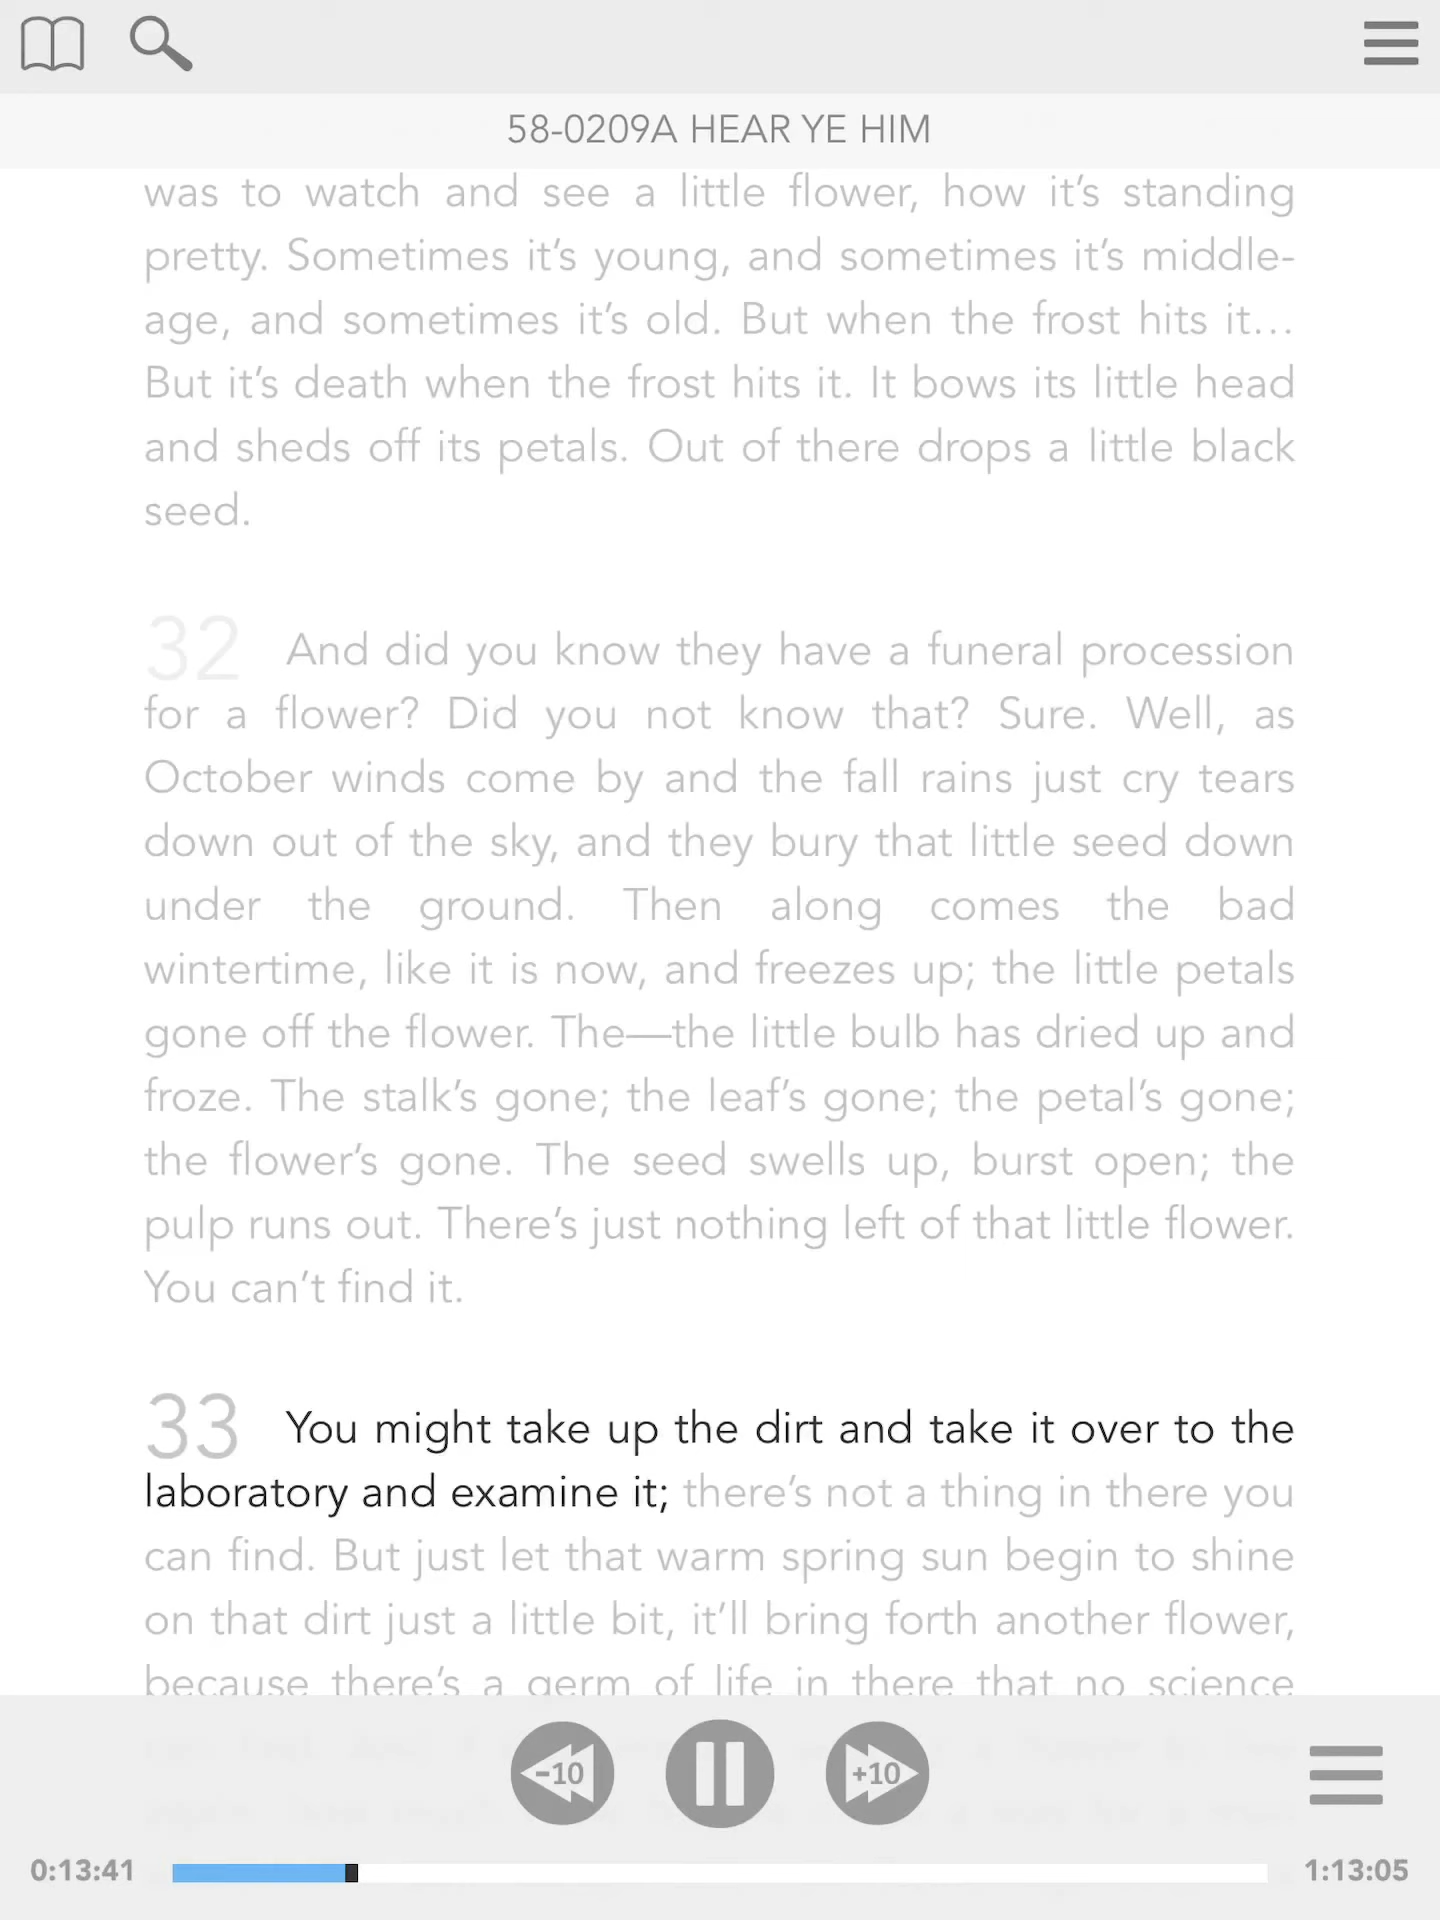 58-0209A HEAR YE HIM
was to watch and see a little flower, how it’s standing
pretty. Sometimes it’s young, and sometimes it’s middle-
age, and sometimes it’s old. But when the frost hits it…
But it’s death when the frost hits it. It bows its little head
and sheds off its petals. Out of there drops a little black
seed.
32 And did you know they have a funeral procession
for a flower? Did you not know that? Sure. Well, as
October winds come by and the fall rains just cry tears
down out of the sky, and they bury that little seed down
under the ground. Then along comes the bad
wintertime, like it is now, and freezes up; the little petals
gone off the flower. The—the little bulb has dried up and
froze. The stalk’s gone; the leaf’s gone; the petal’s gone;
the flower’s gone. The seed swells up, burst open; the
pulp runs out. There’s just nothing left of that little flower.
You can’t find it.
33 You might take up the dirt and take it over to the
laboratory and examine it; there’s not a thing in there you
can find. But just let that warm spring sun begin to shine
on that dirt just a little bit, it’ll bring forth another flower,
because there’s a germ of life in there that no science
-10 +10
0:13:41 1:13:05